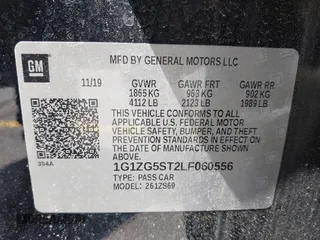 GM
MFD BY GENERAL MOTORS LLC
11/19 GVWR GAWR FRT GAWR RR
1865 KG 963 KG 902 KG
4112 LB 2123 LB 1989 LB
THIS VEHICLE CONFORMS TO ALL
APPLICABLE U.S. FEDERAL MOTOR
VEHICLE SAFETY, BUMPER, AND THEFT
PREVENTION STANDARDS IN EFFECT
ON THE DATE OF MANUFACTURE
SHOWN ABOVE.
394A
1G1ZG5ST2LF060556
TYPE: PASS CAR
MODEL: 261ZS69